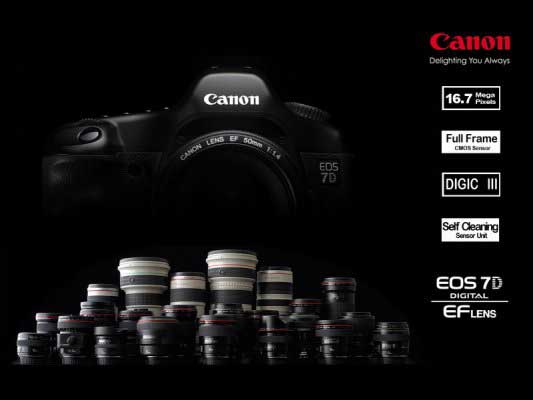 Canon
Delighting You Always
Canon
16.7 Mega Pixels
CANON LENS EF 50mm 1:1.4
Full Frame
CMOS Sensor
EOS
7D
DIGIC III
Self Cleaning
Sensor Unit
EOS 7D
DIGITAL
EF LENS